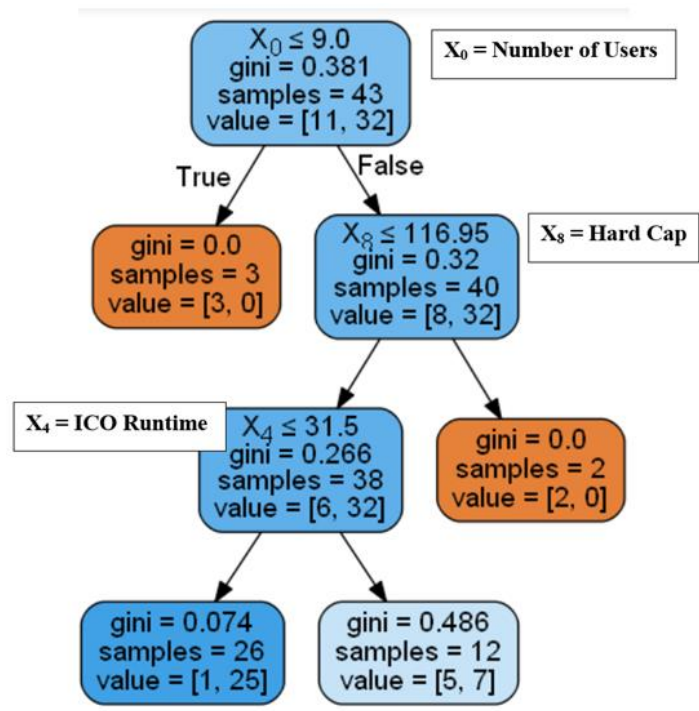 X₀ ≤ 9.0
gini = 0.381
samples = 43
value = [11, 32]
X₀ = Number of Users
True
False
gini = 0.0
samples = 3
value = [3, 0]
X₈ ≤ 116.95
gini = 0.32
samples = 40
value = [8, 32]
X₈ = Hard Cap
X₄ = ICO Runtime
X₄ ≤ 31.5
gini = 0.266
samples = 38
value = [6, 32]
gini = 0.0
samples = 2
value = [2, 0]
gini = 0.074
samples = 26
value = [1, 25]
gini = 0.486
samples = 12
value = [5, 7]